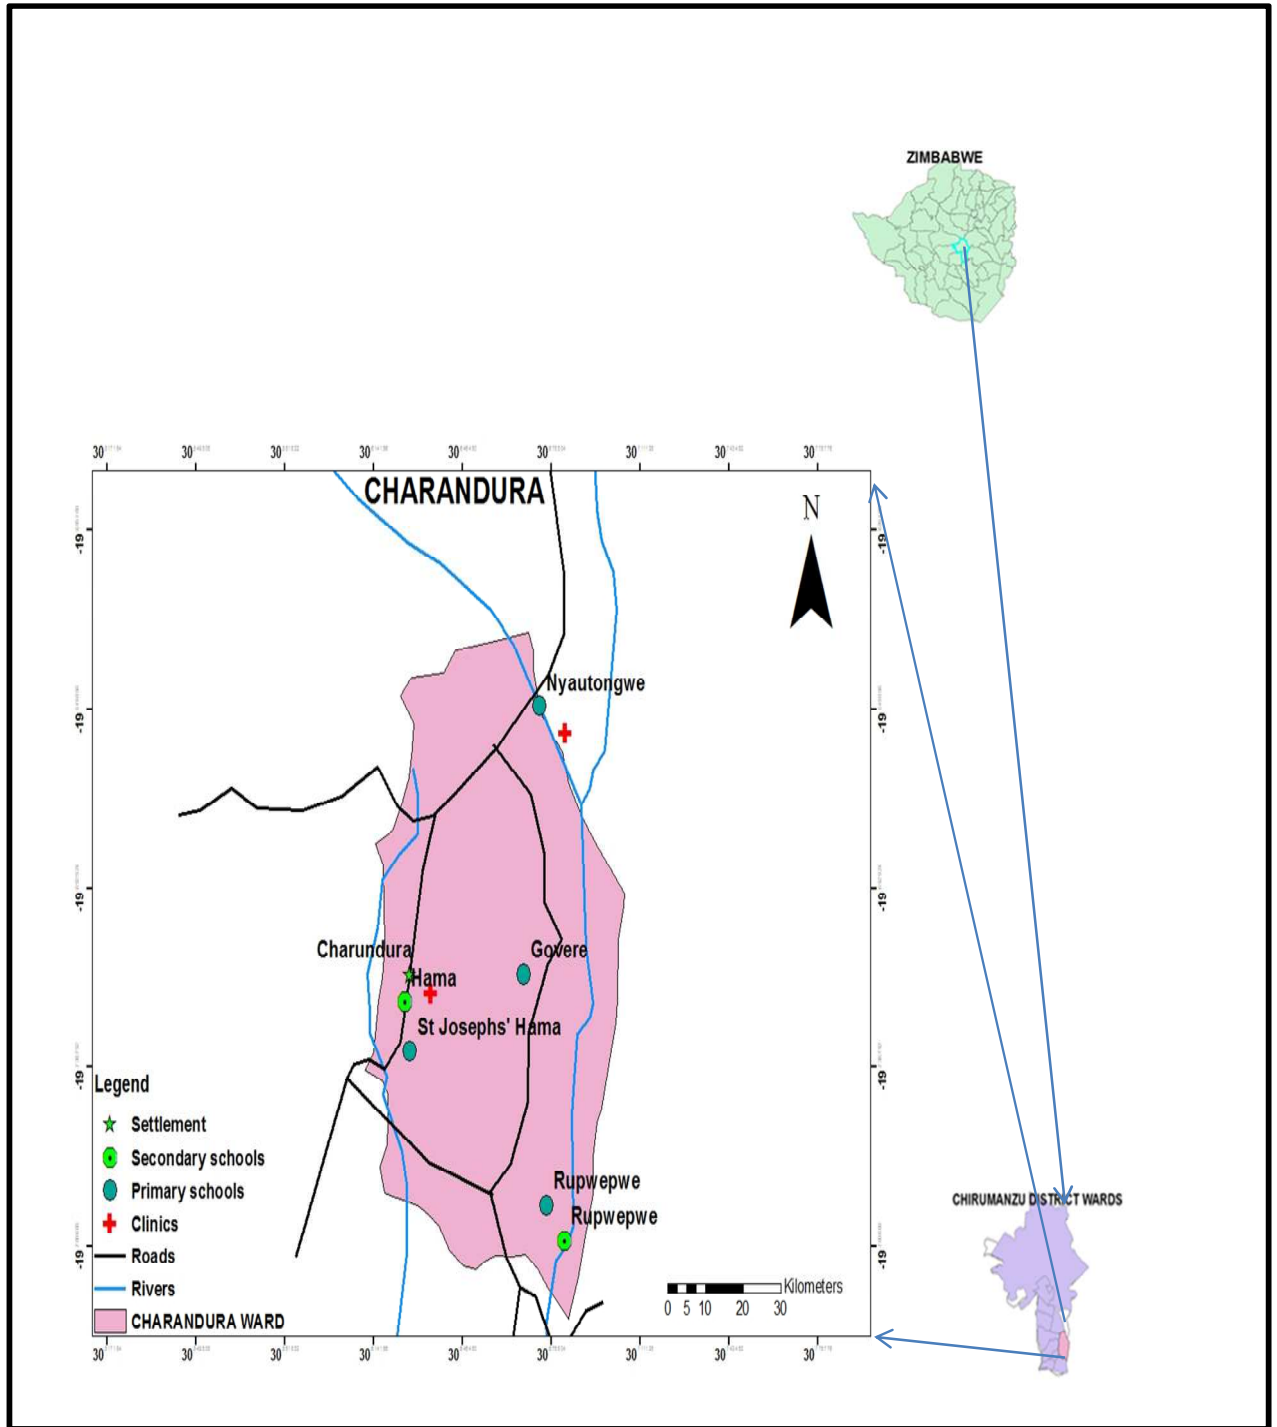 ZIMBABWE
30 30 30 30 30 30 30 30 30
CHARANDURA
N
-19 -19
Nyautongwe
-19 -19
-19 -19
Charundura
Govere
Hama
St Josephs' Hama
-19 -19
Legend
Settlement
Secondary schools
Primary schools
Clinics
Roads
Rivers
CHARANDURA WARD
Rupwepwe
Rupwepwe
-19 -19
Kilometers
0 5 10 20 30
30 30 30 30 30 30 30 30 30
CHIRUMANZU DISTRICT WARDS